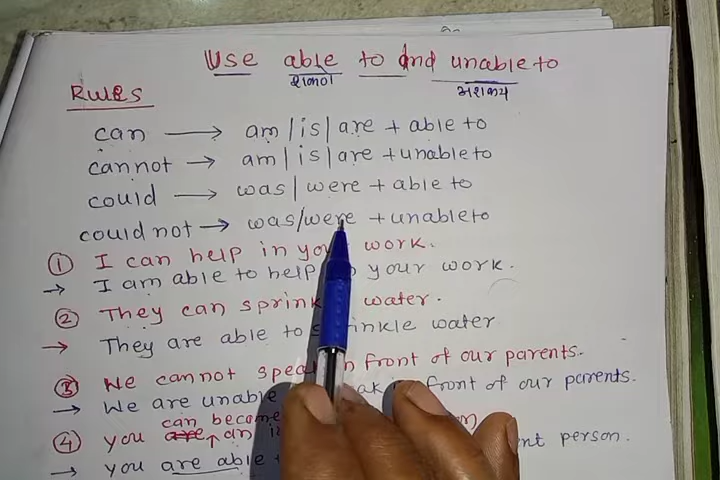 Use able to and unable to
शक्य अशक्य
Rules
can → am/is/are + able to
cannot → am/is/are + unable to
could → was/were + able to
could not → was/were + unable to
① I can help in your work.
→ I am able to help your work.
② They can sprinkle water.
→ They are able to sprinkle water
③ We cannot speak in front of our parents.
→ We are unable front of our parents.
can become
④ you are ↑ an
→ you are able person.